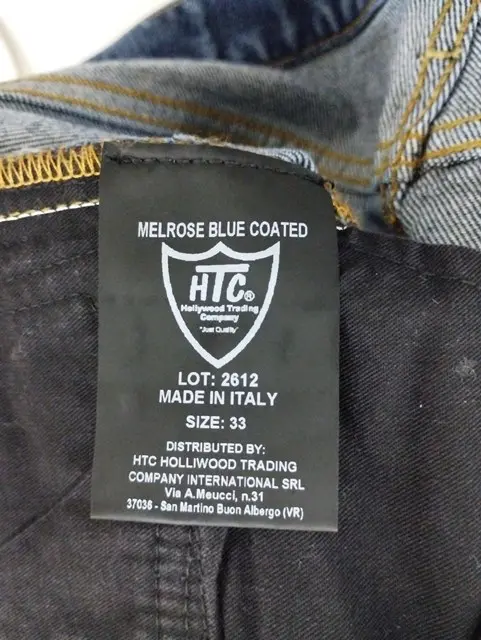 MELROSE BLUE COATED
HTC®
Hollywood Trading
Company
"Just Quality"
LOT: 2612
MADE IN ITALY
SIZE: 33
DISTRIBUTED BY:
HTC HOLLIWOOD TRADING
COMPANY INTERNATIONAL SRL
Via A.Meucci, n.31
37036 - San Martino Buon Albergo (VR)